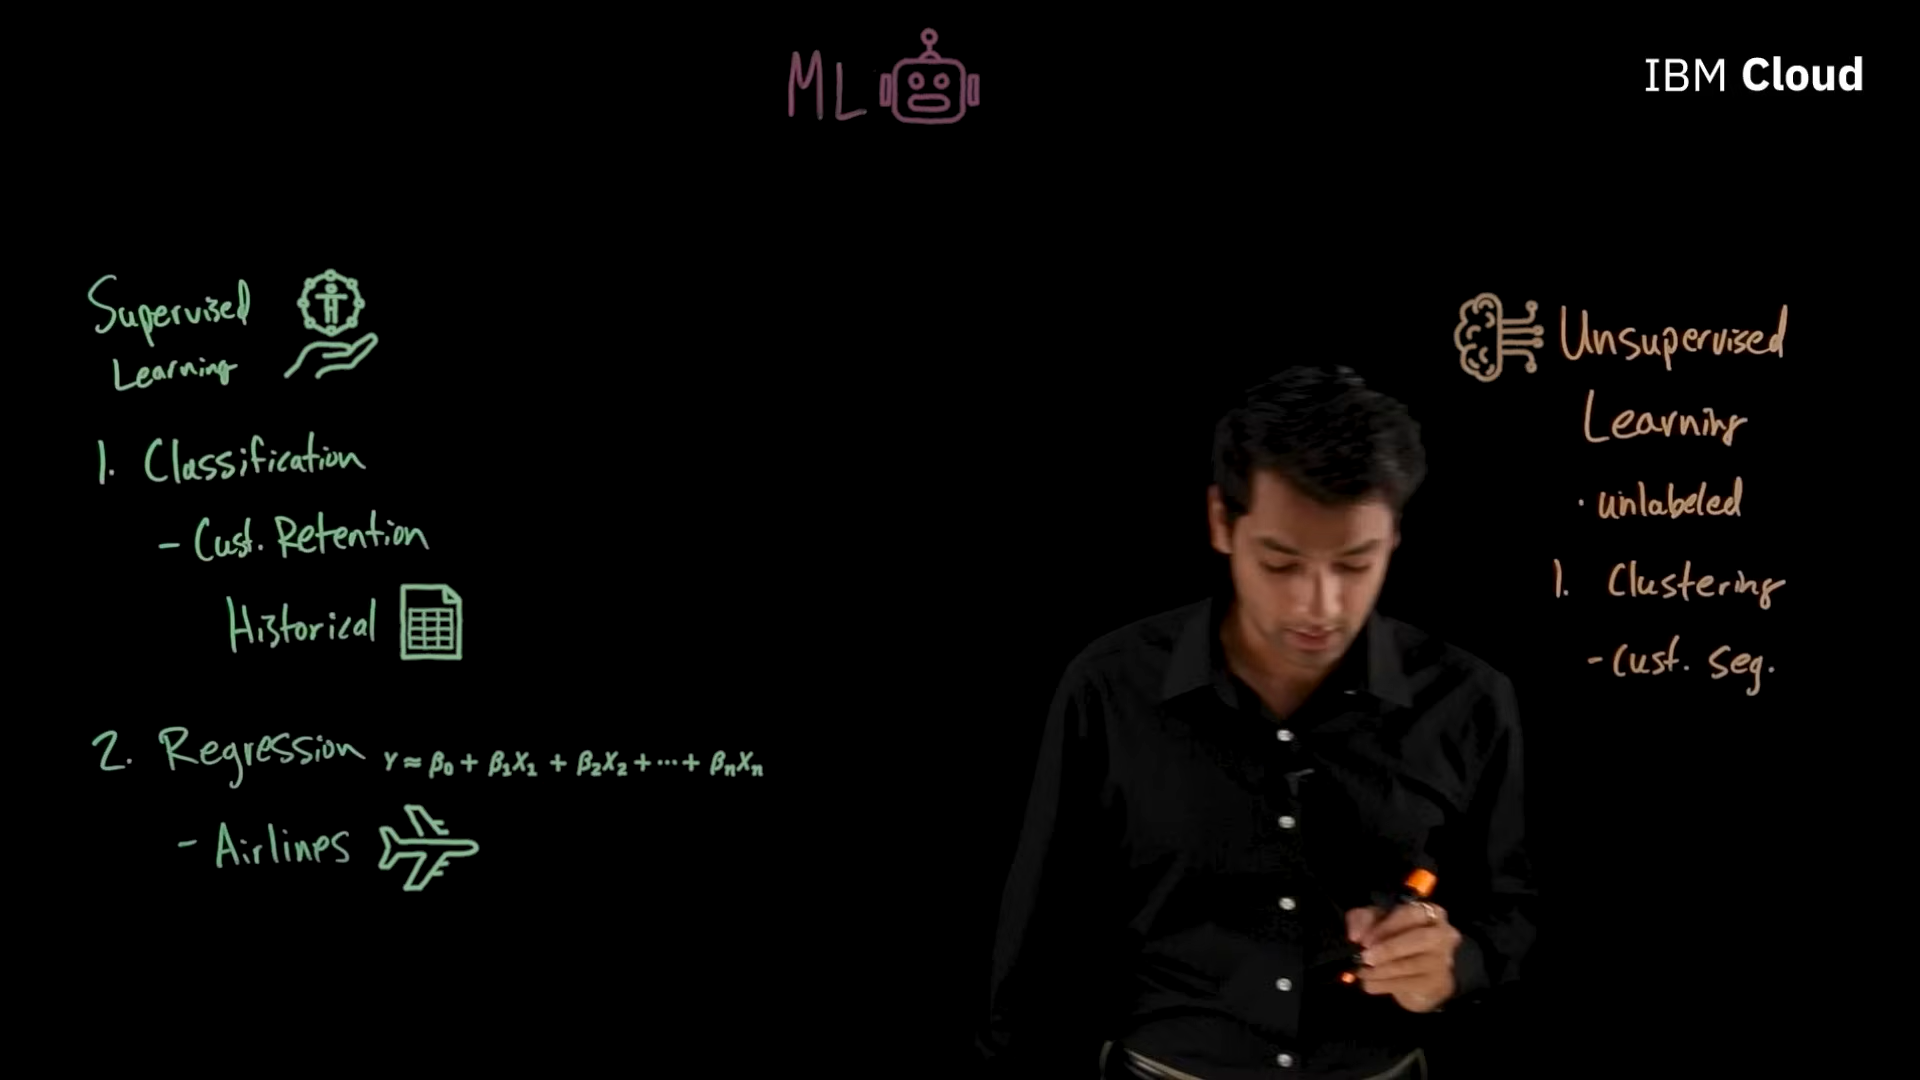 ML
IBM Cloud
Supervised
Learning
1. Classification
- Cust. Retention
Historical
2. Regression Y ≈ β₀ + β₁X₁ + β₂X₂ + ⋯ + βₙXₙ
- Airlines
Unsupervised
Learning
· unlabeled
1. Clustering
- Cust. Seg.